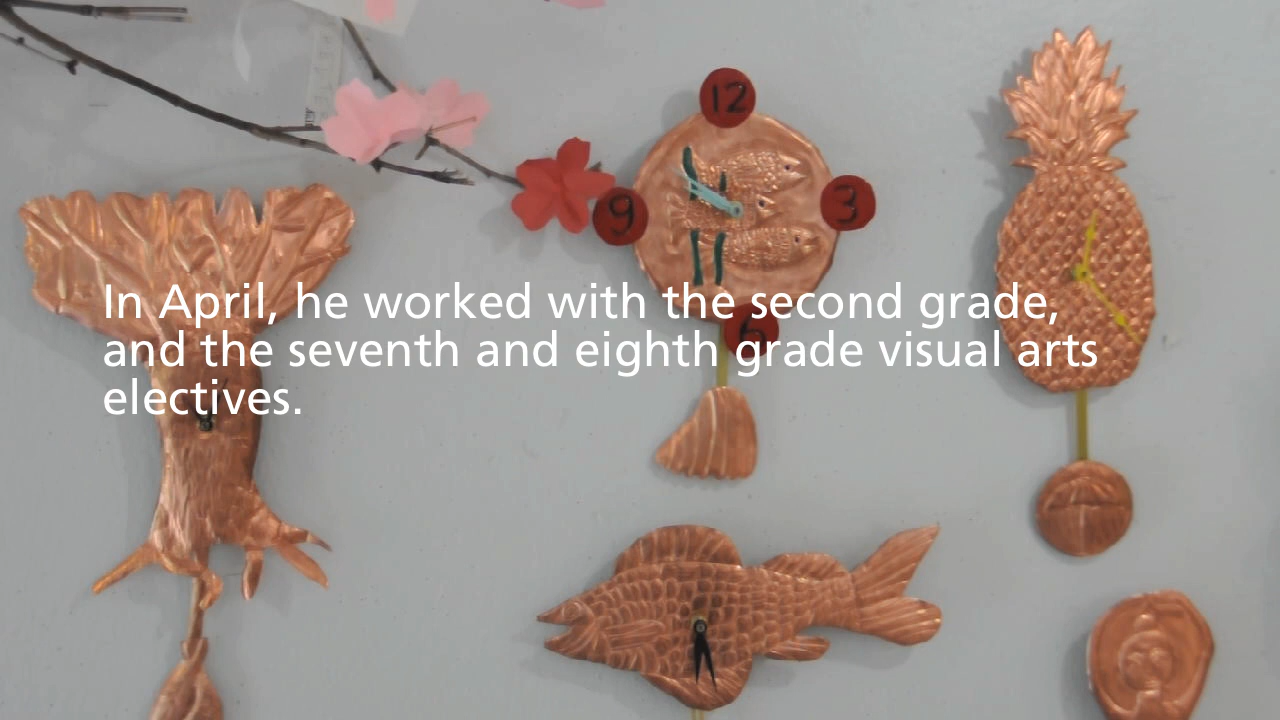 12
9
3
In April, he worked with the second grade,
6
and the seventh and eighth grade visual arts
electives.